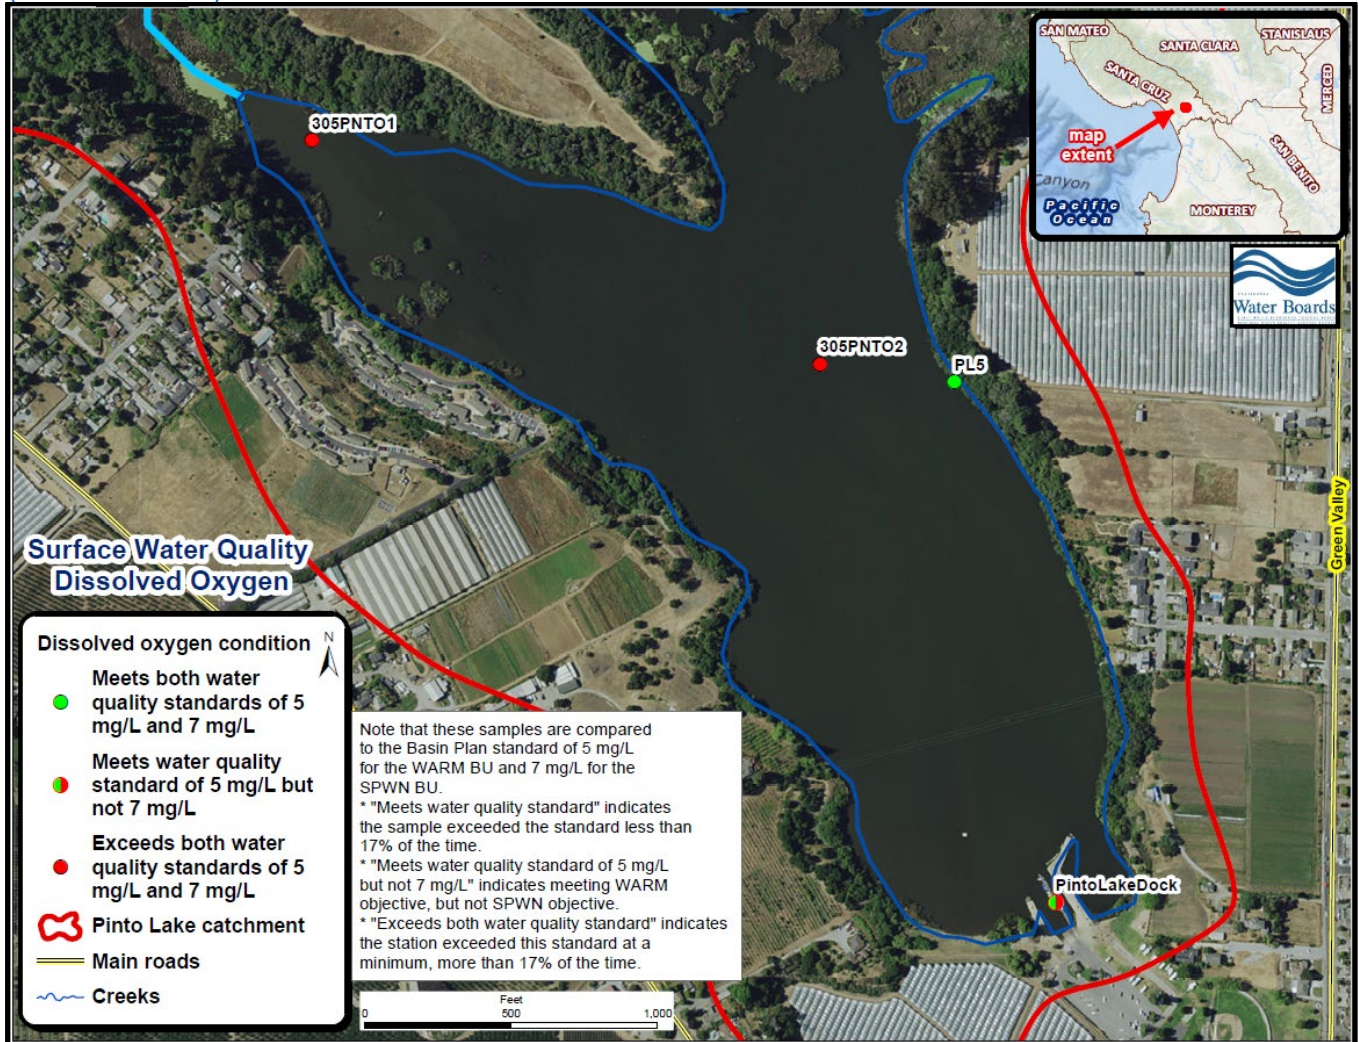 305PNTO1
305PNTO2
PL5
PintoLakeDock
Green Valley
SAN MATEO
SANTA CLARA
STANISLAUS
SANTA CRUZ
MERCED
map
extent
SAN BENITO
Canyon
Pacific
Ocean
MONTEREY
CALIFORNIA
Water Boards
Surface Water Quality
Dissolved Oxygen
Dissolved oxygen condition
N
Meets both water
quality standards of 5
mg/L and 7 mg/L
Meets water quality
standard of 5 mg/L but
not 7 mg/L
Exceeds both water
quality standards of 5
mg/L and 7 mg/L
Pinto Lake catchment
Main roads
Creeks
Note that these samples are compared
to the Basin Plan standard of 5 mg/L
for the WARM BU and 7 mg/L for the
SPWN BU.
* "Meets water quality standard" indicates
the sample exceeded the standard less than
17% of the time.
* "Meets water quality standard of 5 mg/L
but not 7 mg/L" indicates meeting WARM
objective, but not SPWN objective.
* "Exceeds both water quality standard" indicates
the station exceeded this standard at a
minimum, more than 17% of the time.
Feet
0 500 1,000